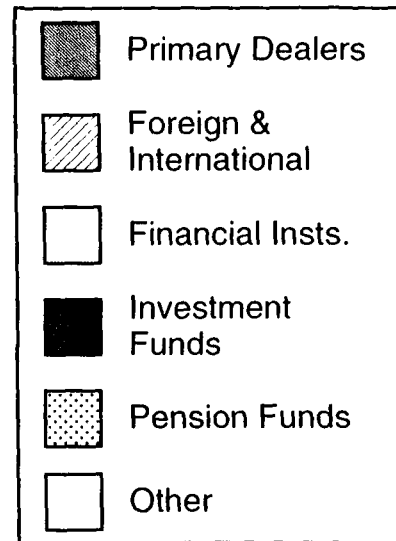 Primary Dealers
Foreign &
International
Financial Insts.
Investment
Funds
Pension Funds
Other